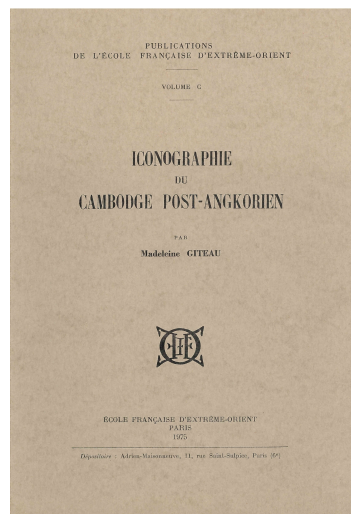 PUBLICATIONS
DE L'ÉCOLE FRANÇAISE D'EXTRÊME-ORIENT
VOLUME C
ICONOGRAPHIE
DU
CAMBODGE POST-ANGKORIEN
PAR
Madeleine GITEAU
ÉCOLE FRANÇAISE D'EXTRÊME-ORIENT
PARIS
1975
Dépositaire : Adrien-Maisonneuve, 11, rue Saint-Sulpice, Paris (6e)